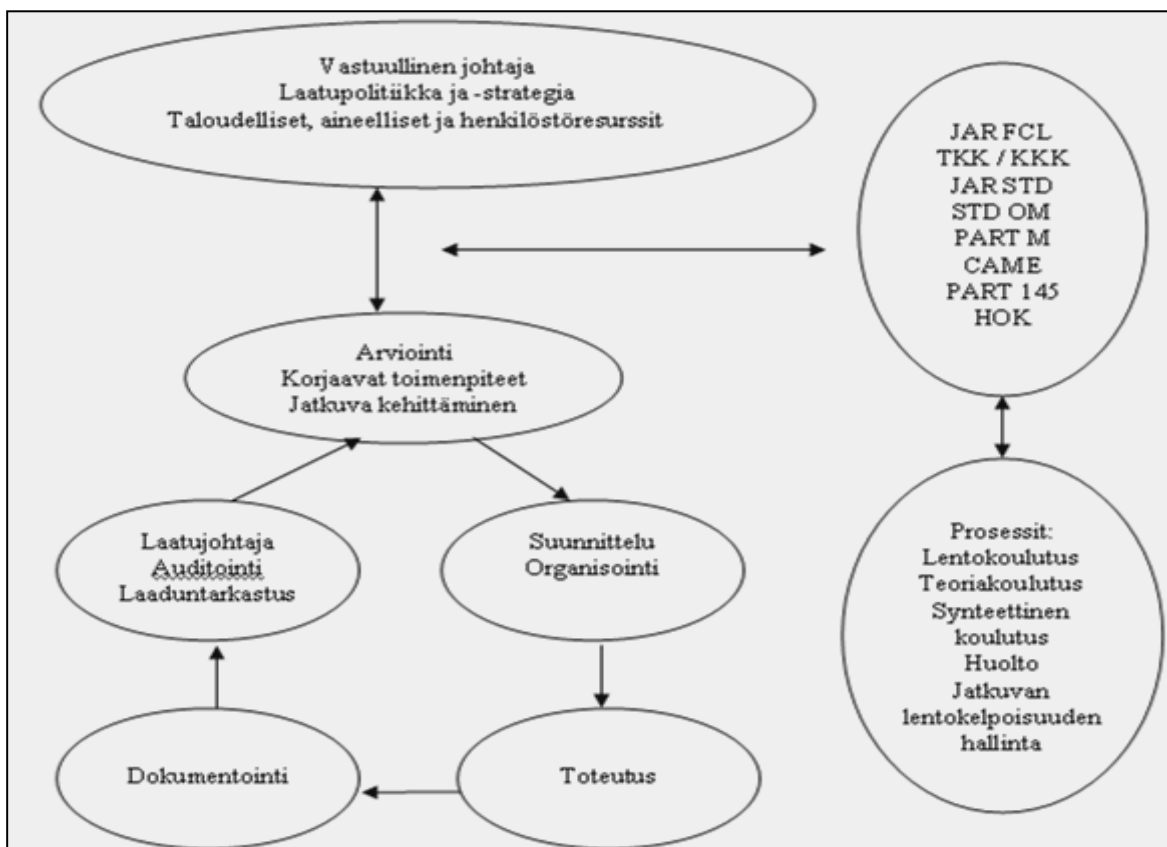 Vastuullinen johtaja
Laatupolitiikka ja -strategia
Taloudelliset, aineelliset ja henkilöstöresurssit
JAR FCL
TKK / KKK
JAR STD
STD OM
PART M
CAME
PART 145
HOK
Arviointi
Korjaavat toimenpiteet
Jatkuva kehittäminen
Laatujohtaja
Auditointi
Laaduntarkastus
Suunnittelu
Organisointi
Prosessit:
Lentokoulutus
Teoriakoulutus
Synteettinen
koulutus
Huolto
Jatkuvan
lentokelpoisuuden
hallinta
Dokumentointi
Toteutus